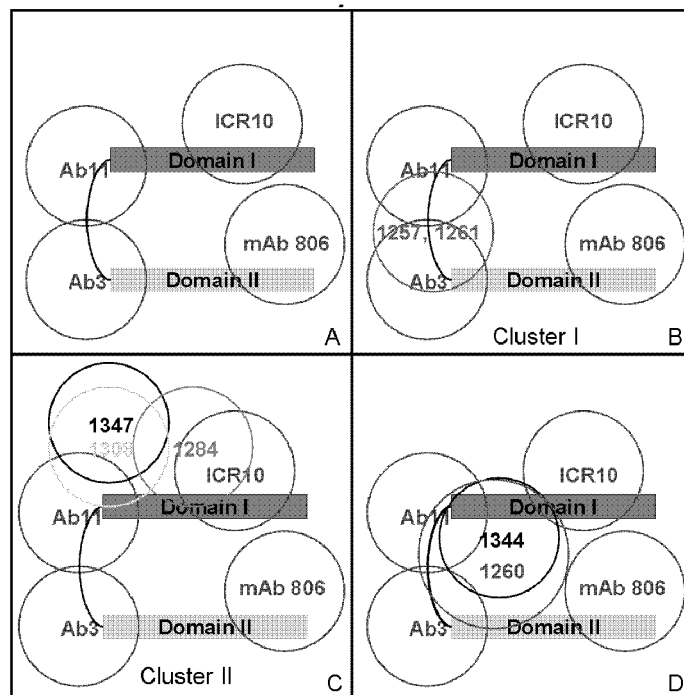 ICR10
Ab11
Domain I
mAb 806
Ab3
Domain II
A
ICR10
Ab11
Domain I
1257, 1261
mAb 806
Ab3
Domain II
Cluster I
B
1347
1308
1284
ICR10
Ab11
Domain I
mAb 806
Ab3
Domain II
Cluster II
C
ICR10
Ab11
Domain I
1344
1260
mAb 806
Ab3
Domain II
D